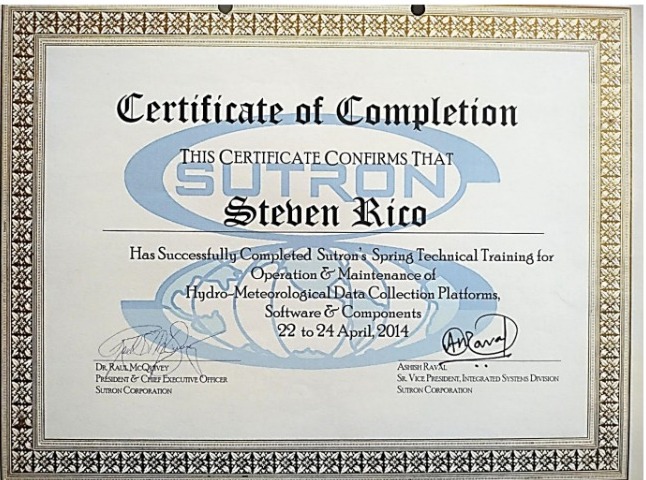 Certificate of Completion
THIS CERTIFICATE CONFIRMS THAT
SUTRON
Steven Rico
Has Successfully Completed Sutron's Spring Technical Training for
Operation & Maintenance of
Hydro-Meteorological Data Collection Platforms,
Software & Components
22 to 24 April, 2014
DR. RAUL MCQUIVEY
PRESIDENT & CHIEF EXECUTIVE OFFICER
SUTRON CORPORATION
ASHISH RAVAL
SR. VICE PRESIDENT, INTEGRATED SYSTEMS DIVISION
SUTRON CORPORATION